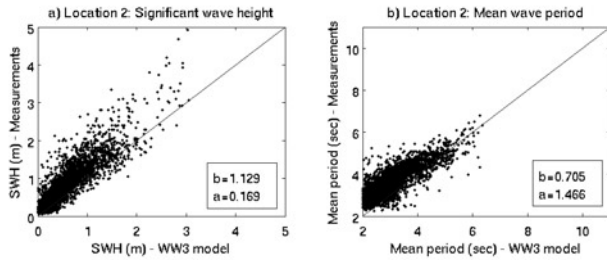 a) Location 2: Significant wave height
5
4
3
2
1
0
0 1 2 3 4 5
SWH (m) - Measurements
SWH (m) - WW3 model
b=1.129
a=0.169
b) Location 2: Mean wave period
10
8
6
4
2
2 4 6 8 10
Mean period (sec) - Measurements
Mean period (sec) - WW3 model
b=0.705
a=1.466